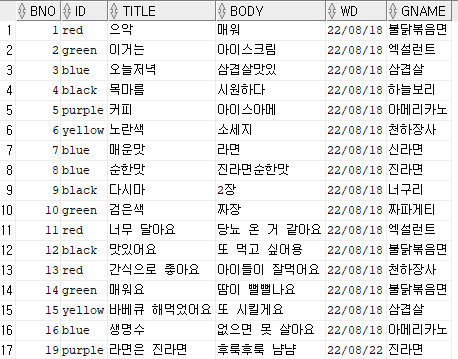 BNO ID TITLE BODY WD GNAME
1 1 red 으악 매워 22/08/18 불닭볶음면
2 2 green 이거는 아이스크림 22/08/18 엑설런트
3 3 blue 오늘저녁 삼겹살맛있 22/08/18 삼겹살
4 4 black 목마름 시원하다 22/08/18 하늘보리
5 5 purple 커피 아이스아메 22/08/18 아메리카노
6 6 yellow 노란색 소세지 22/08/18 천하장사
7 7 blue 매운맛 라면 22/08/18 신라면
8 8 blue 순한맛 진라면순한맛 22/08/18 진라면
9 9 black 다시마 2장 22/08/18 너구리
10 10 green 검은색 짜장 22/08/18 짜파게티
11 11 red 너무 달아요 당뇨 온 거 같아요 22/08/18 엑설런트
12 12 black 맛있어요 또 먹고 싶어용 22/08/18 불닭볶음면
13 13 red 간식으로 좋아요 아이들이 잘먹어요 22/08/18 천하장사
14 14 green 매워요 땀이 뻘뻘나요 22/08/18 불닭볶음면
15 15 yellow 바베큐 해먹었어요 또 시킬게요 22/08/18 삼겹살
16 16 blue 생명수 없으면 못 살아요 22/08/18 아메리카노
17 19 purple 라면은 진라면 후룩후룩 냠냠 22/08/22 진라면